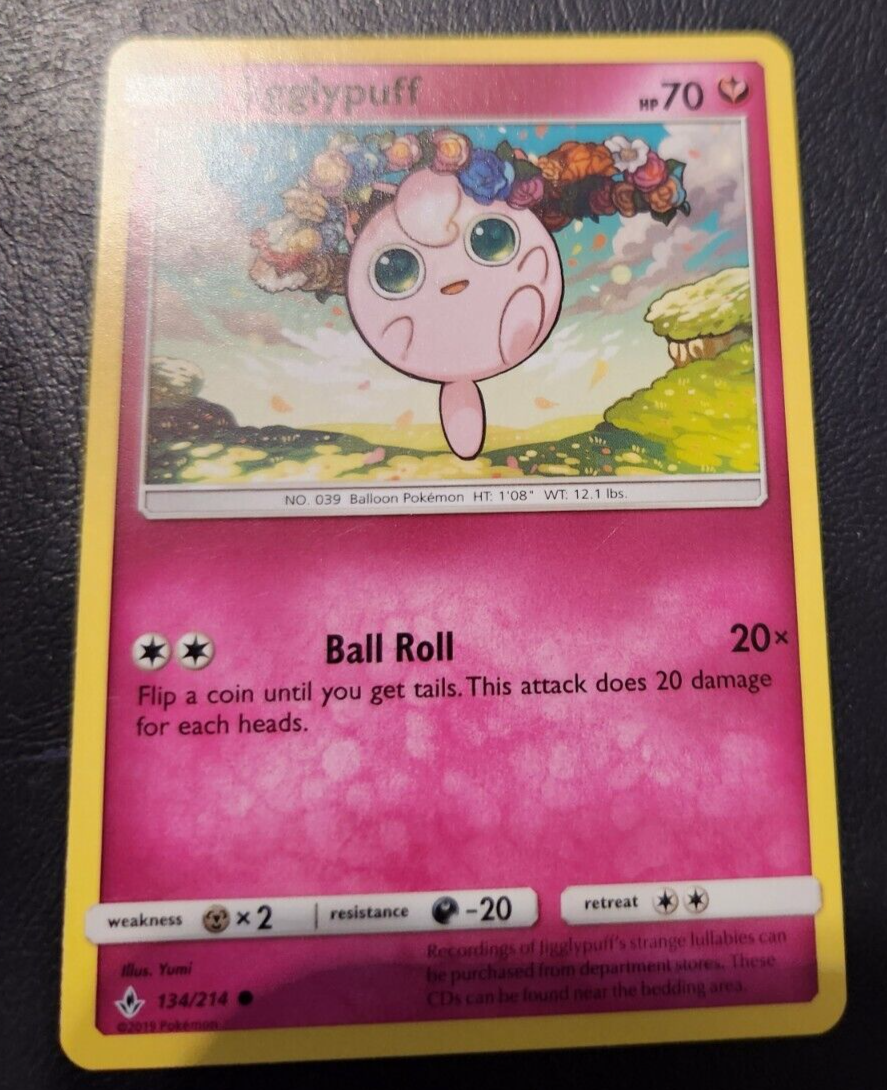 Jigglypuff HP 70
NO. 039 Balloon Pokémon HT: 1'08" WT: 12.1 lbs.
Ball Roll 20×
Flip a coin until you get tails. This attack does 20 damage
for each heads.
weakness ×2 resistance -20 retreat
Recordings of Jigglypuff's strange lullabies can
be purchased from department stores. These
CDs can be found near the bedding area.
Illus. Yumi
134/214
©2019 Pokémon